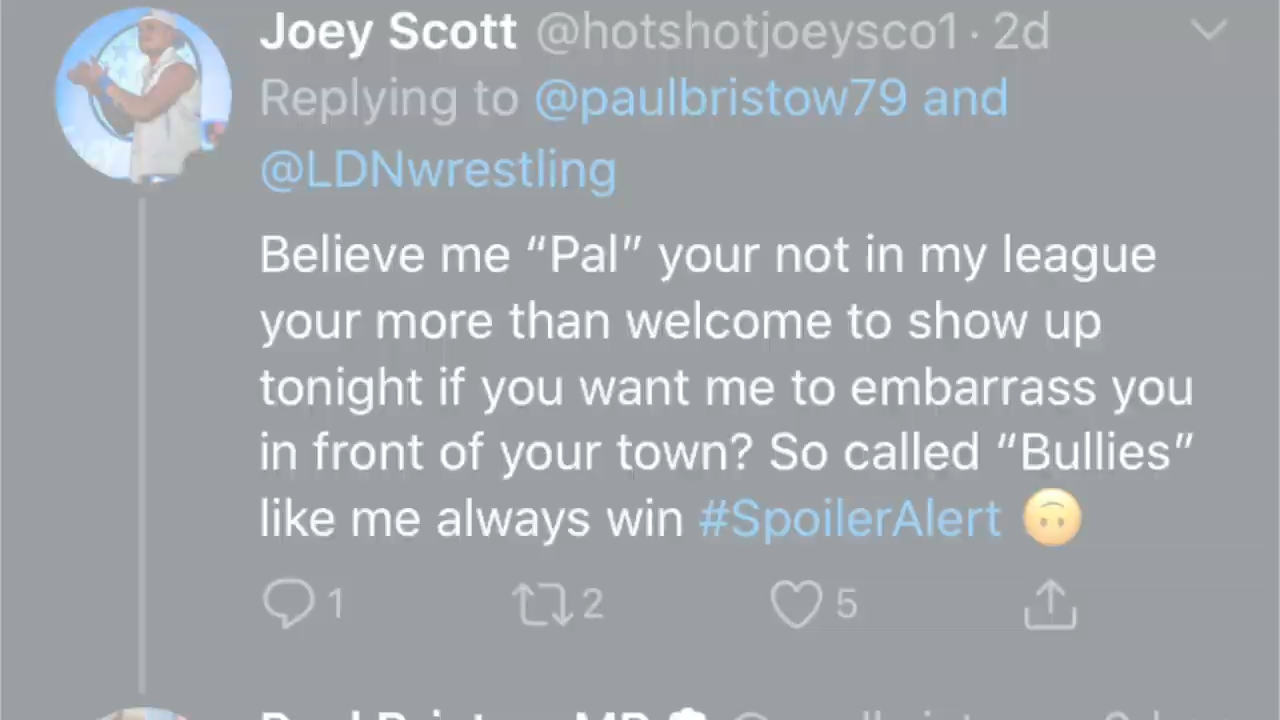 Joey Scott @hotshotjoeysco1 · 2d
Replying to @paulbristow79 and
@LDNwrestling
Believe me “Pal” your not in my league
your more than welcome to show up
tonight if you want me to embarrass you
in front of your town? So called “Bullies”
like me always win #SpoilerAlert 🙃
1 2 5